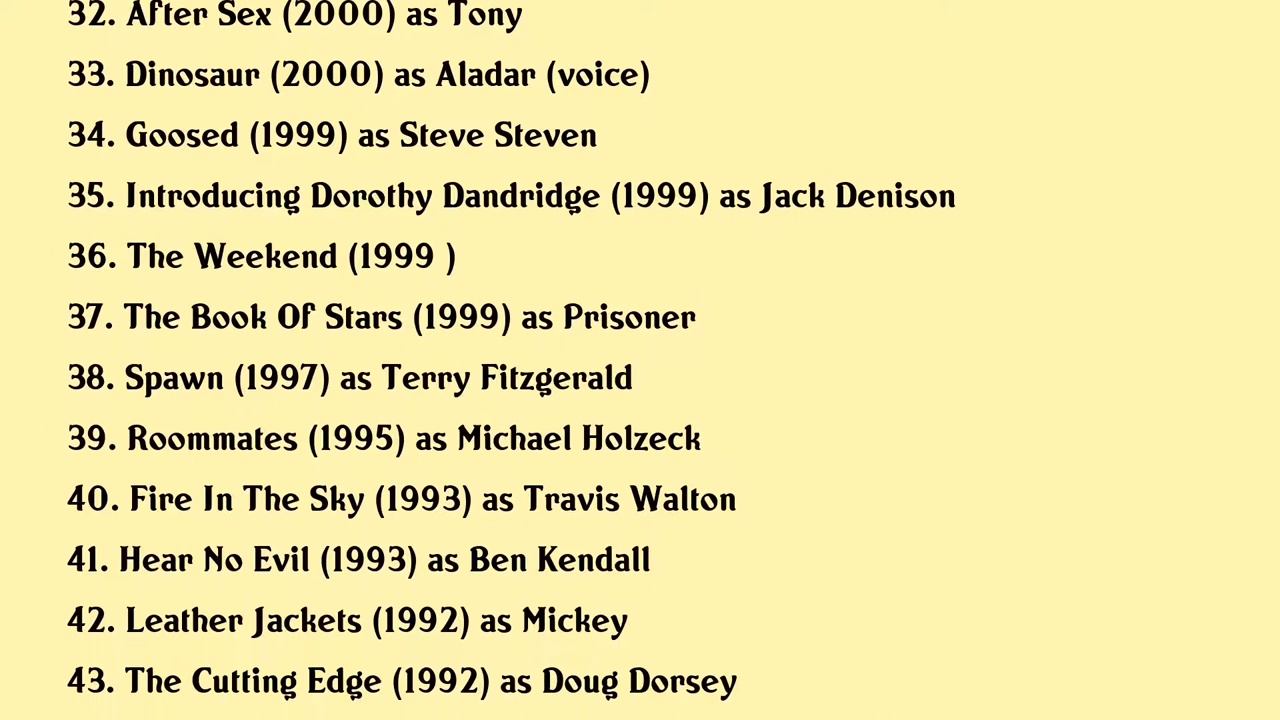 32. After Sex (2000) as Tony
33. Dinosaur (2000) as Aladar (voice)
34. Goosed (1999) as Steve Steven
35. Introducing Dorothy Dandridge (1999) as Jack Denison
36. The Weekend (1999 )
37. The Book Of Stars (1999) as Prisoner
38. Spawn (1997) as Terry Fitzgerald
39. Roommates (1995) as Michael Holzeck
40. Fire In The Sky (1993) as Travis Walton
41. Hear No Evil (1993) as Ben Kendall
42. Leather Jackets (1992) as Mickey
43. The Cutting Edge (1992) as Doug Dorsey